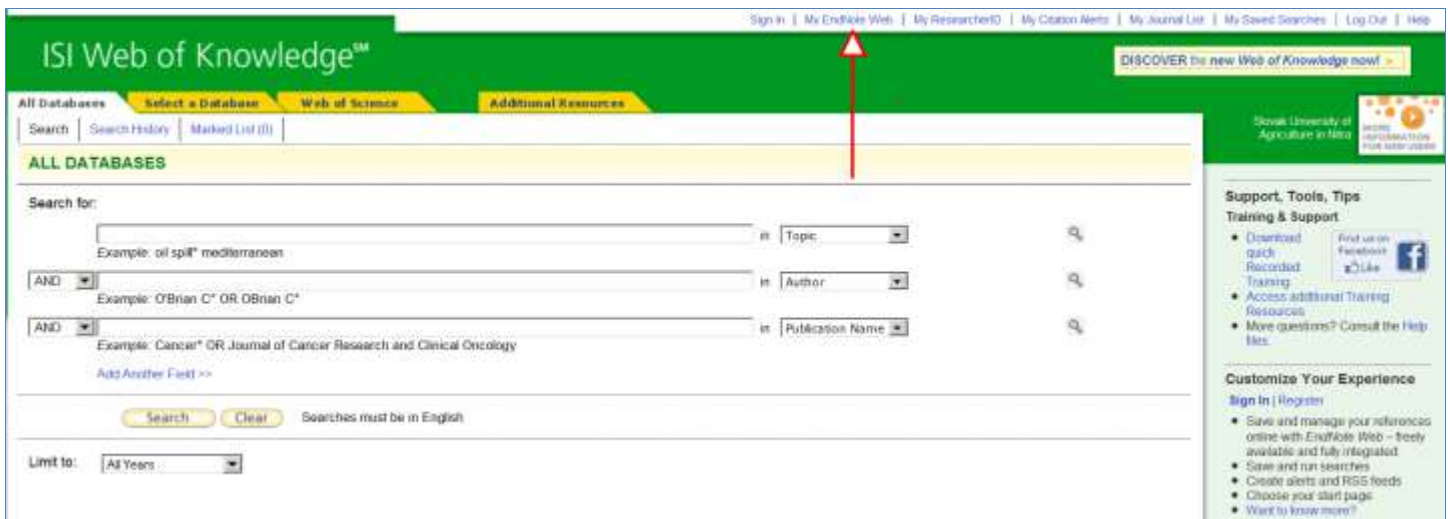 Sign In | My EndNote Web | My ResearcherID | My Citation Alerts | My Journal List | My Saved Searches | Log Out | Help
ISI Web of Knowledge℠
DISCOVER the new Web of Knowledge now! >
All Databases Select a Database Web of Science Additional Resources
Search Search History Marked List (0)
Slovak University of
Agriculture in Nitra
MORE
INFORMATION
FOR NEW USERS
ALL DATABASES
Search for:
in Topic
Example: oil spill* mediterranean
AND in Author
Example: O'Brian C* OR OBrian C*
AND in Publication Name
Example: Cancer* OR Journal of Cancer Research and Clinical Oncology
Add Another Field >>
Search Clear Searches must be in English
Limit to: All Years
Support, Tools, Tips
Training & Support
Download
quick
Recorded
Training
Find us on
Facebook
Like
f
Access additional Training
Resources
More questions? Consult the Help
files.
Customize Your Experience
Sign In | Register
Save and manage your references
online with EndNote Web – freely
available and fully integrated
Save and run searches
Create alerts and RSS feeds
Choose your start page
Want to know more?